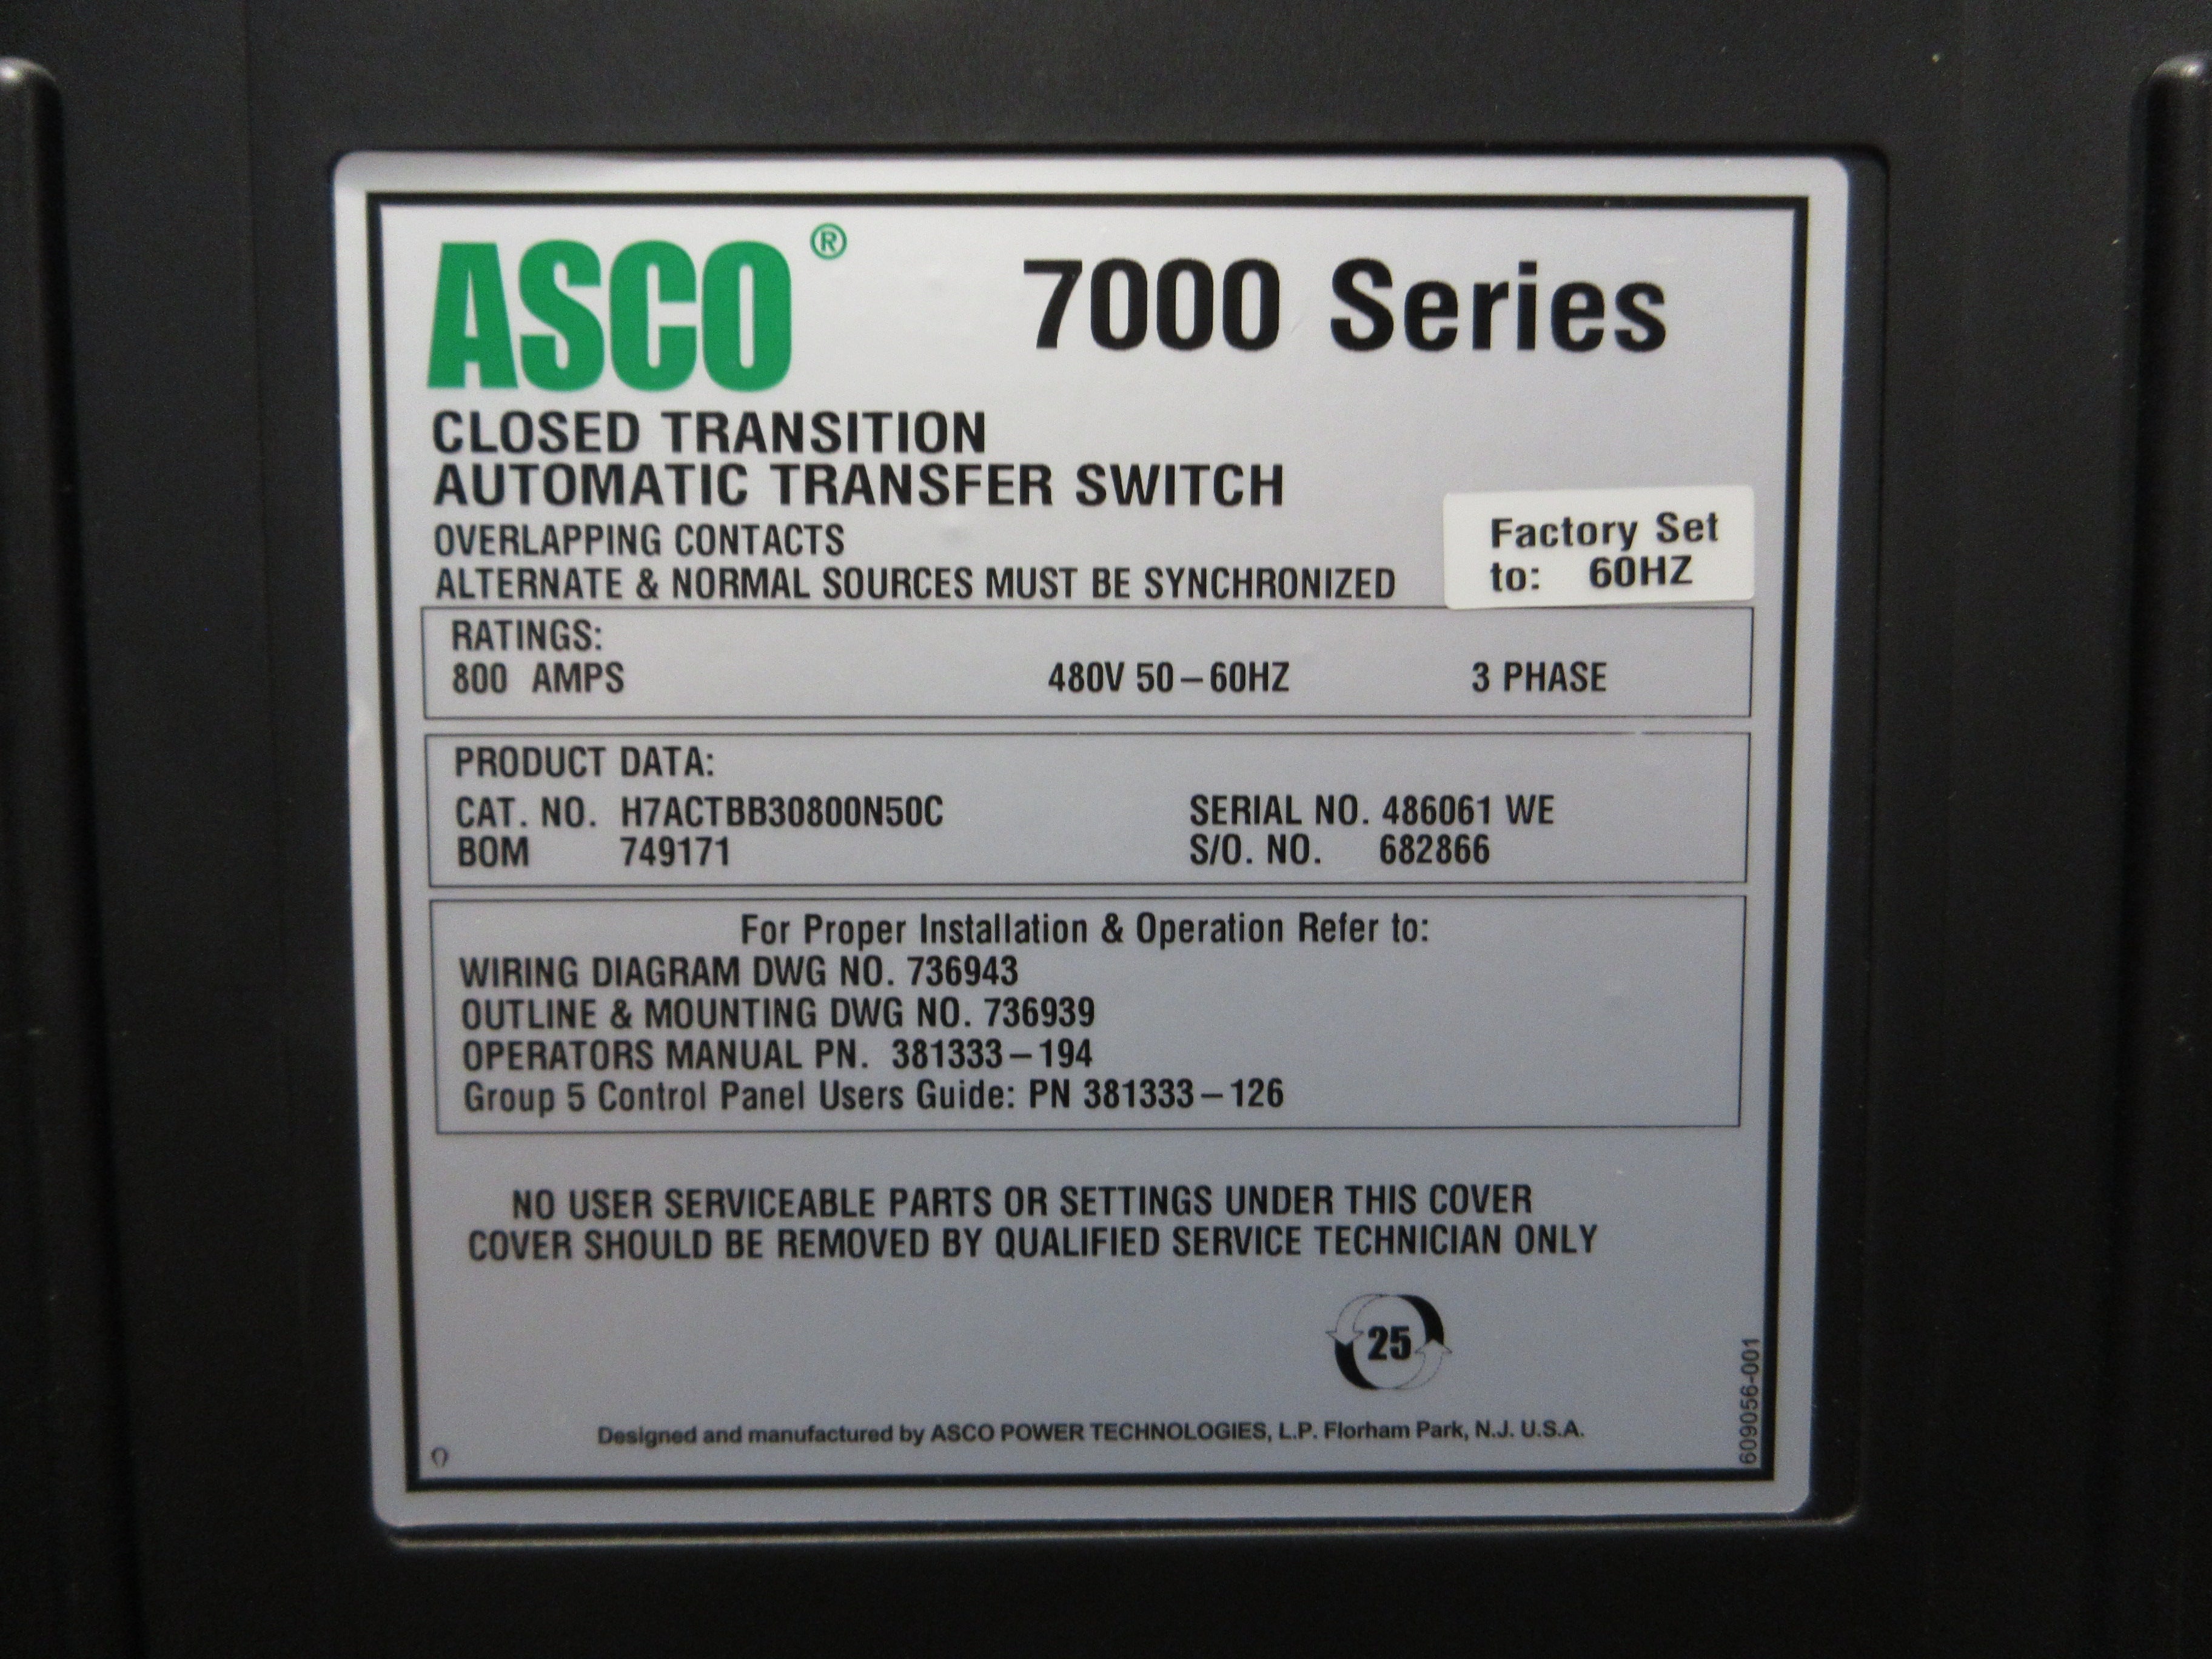 ASCO® 7000 Series
CLOSED TRANSITION
AUTOMATIC TRANSFER SWITCH
OVERLAPPING CONTACTS
ALTERNATE & NORMAL SOURCES MUST BE SYNCHRONIZED
Factory Set
to: 60HZ
RATINGS:
800 AMPS 480V 50–60HZ 3 PHASE
PRODUCT DATA:
CAT. NO. H7ACTBB30800N50C SERIAL NO. 486061 WE
BOM 749171 S/O. NO. 682866
For Proper Installation & Operation Refer to:
WIRING DIAGRAM DWG NO. 736943
OUTLINE & MOUNTING DWG NO. 736939
OPERATORS MANUAL PN. 381333–194
Group 5 Control Panel Users Guide: PN 381333–126
NO USER SERVICEABLE PARTS OR SETTINGS UNDER THIS COVER
COVER SHOULD BE REMOVED BY QUALIFIED SERVICE TECHNICIAN ONLY
25
609056-001
Designed and manufactured by ASCO POWER TECHNOLOGIES, L.P. Florham Park, N.J. U.S.A.